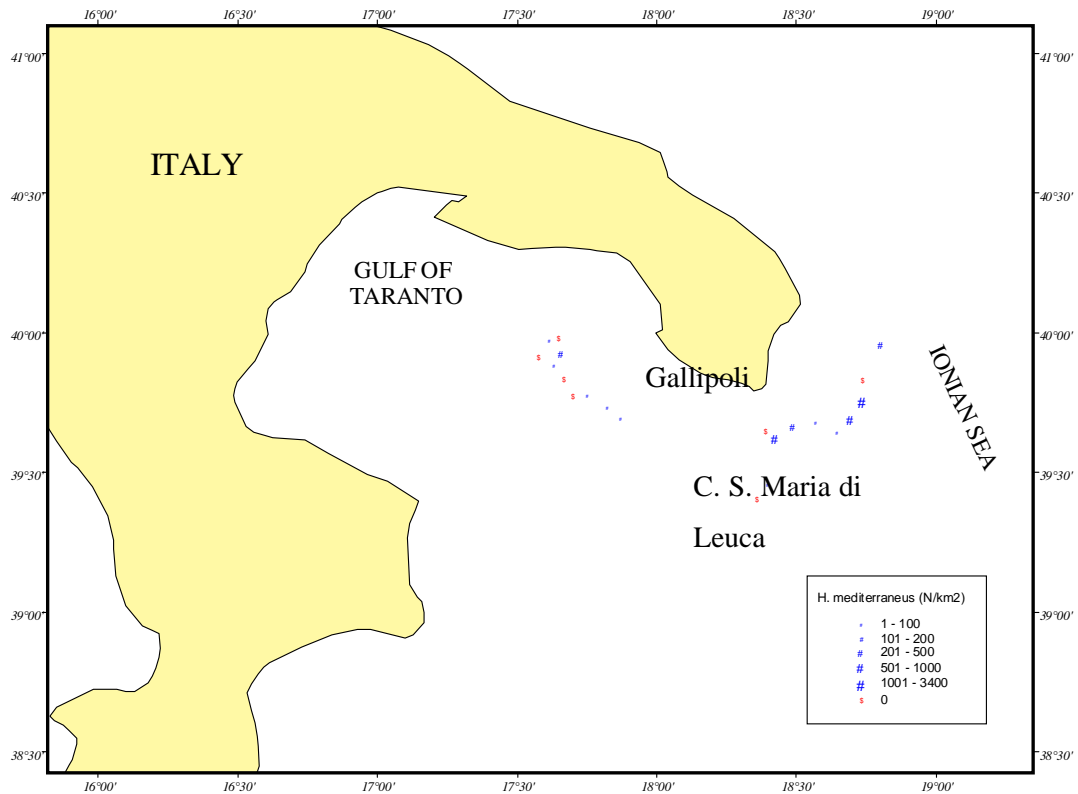 16°00' 16°30' 17°00' 17°30' 18°00' 18°30' 19°00'
41°00' 41°00'
ITALY
40°30' 40°30'
GULF OF
TARANTO
40°00' 40°00'
IONIAN SEA
Gallipoli
39°30' 39°30'
C. S. Maria di
Leuca
H. mediterraneus (N/km2)
# 1 - 100
# 101 - 200
# 201 - 500
# 501 - 1000
# 1001 - 3400
$ 0
39°00' 39°00'
38°30' 38°30'
16°00' 16°30' 17°00' 17°30' 18°00' 18°30' 19°00'